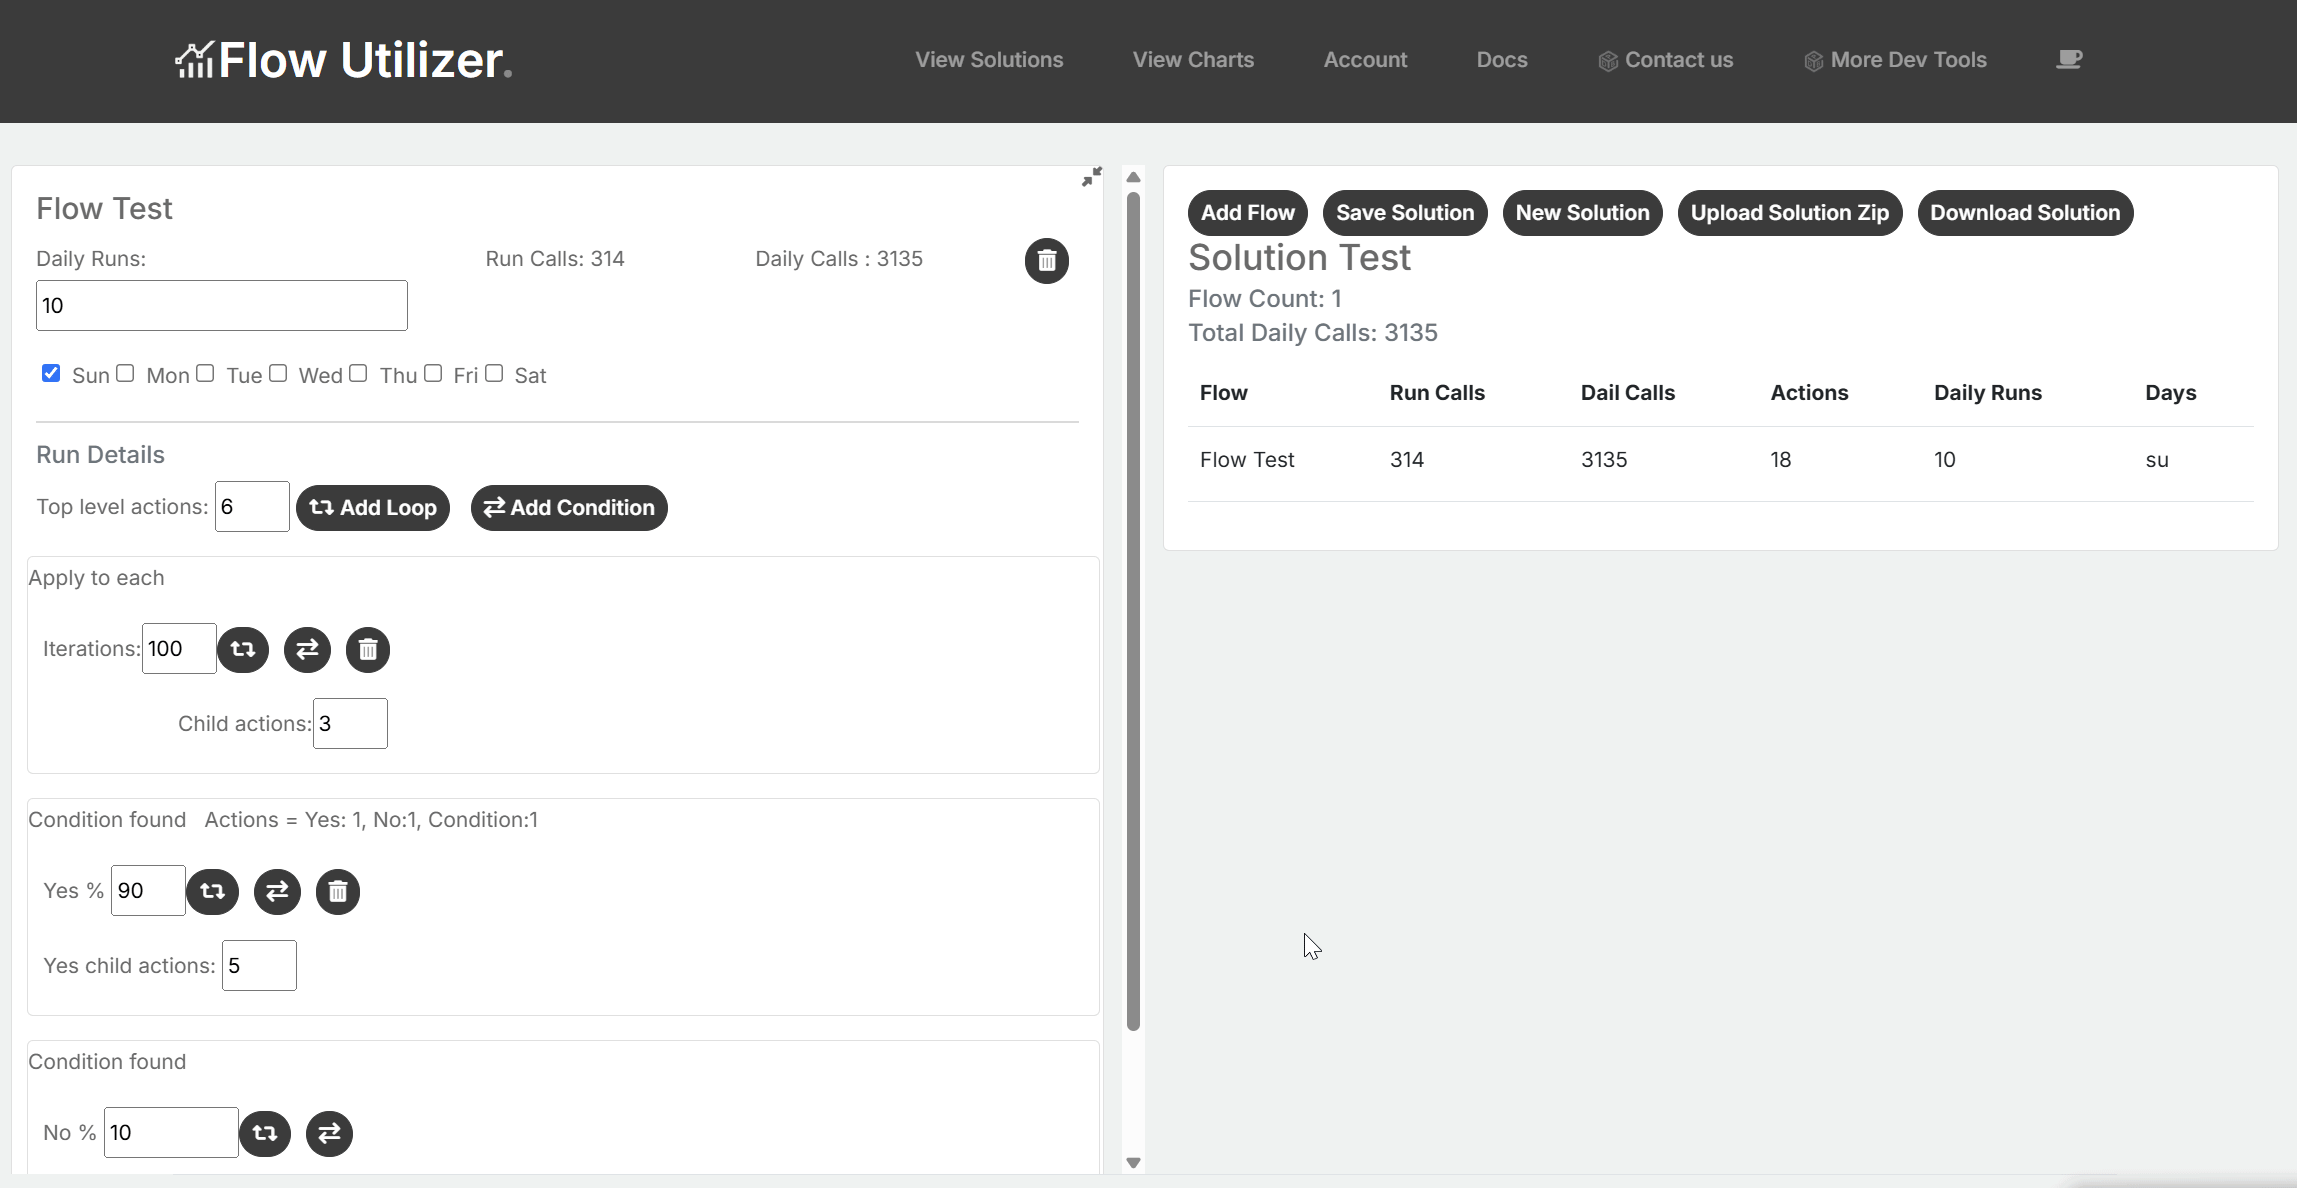 Flow Utilizer.
View Solutions View Charts Account Docs Contact us More Dev Tools
Flow Test
Daily Runs: Run Calls: 314 Daily Calls : 3135
10
Sun Mon Tue Wed Thu Fri Sat
Run Details
Top level actions: 6 Add Loop Add Condition
Apply to each
Iterations: 100
Child actions: 3
Condition found Actions = Yes: 1, No:1, Condition:1
Yes % 90
Yes child actions: 5
Condition found
No % 10
Add Flow Save Solution New Solution Upload Solution Zip Download Solution
Solution Test
Flow Count: 1
Total Daily Calls: 3135
Flow Run Calls Dail Calls Actions Daily Runs Days
Flow Test 314 3135 18 10 su